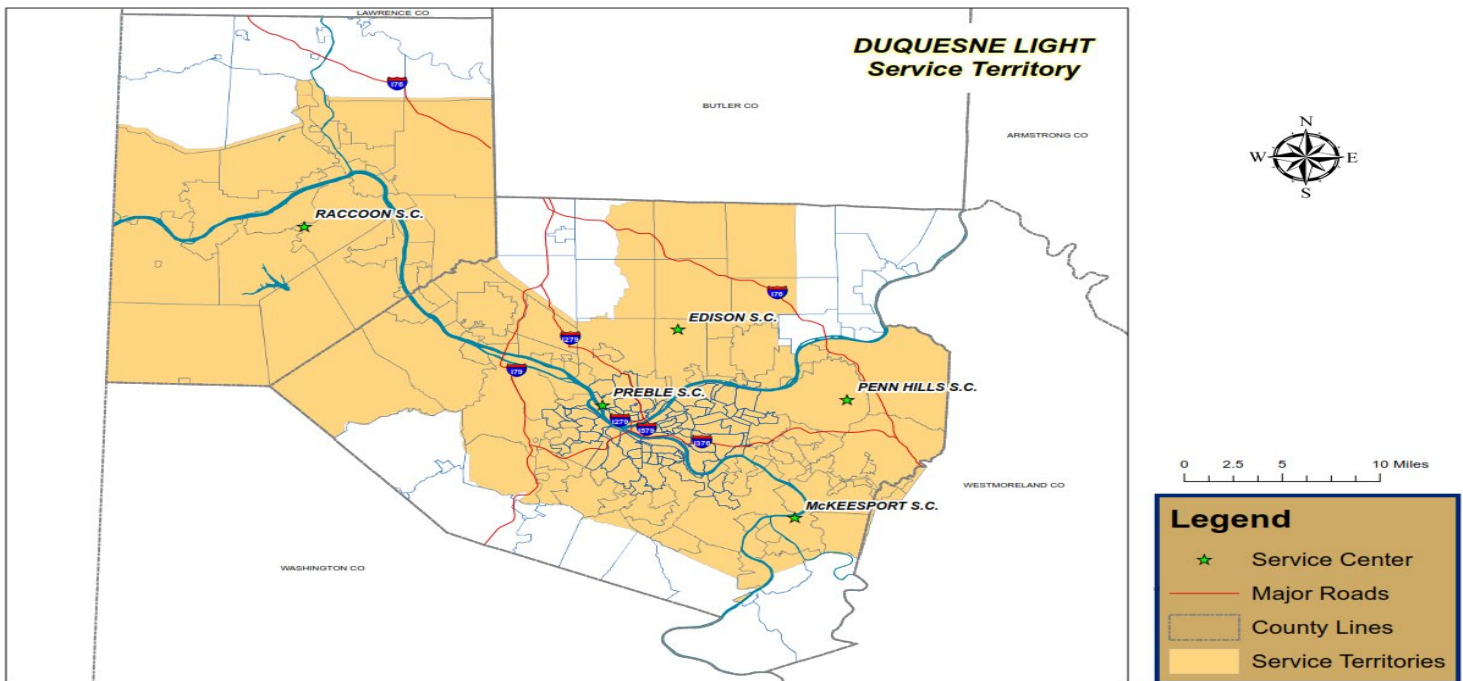 LAWRENCE CO
DUQUESNE LIGHT
Service Territory
I76
BUTLER CO
ARMSTRONG CO
N
W E
S
RACCOON S.C.
I76
EDISON S.C.
I279
I79
PREBLE S.C.
PENN HILLS S.C.
I279
I579
I376
0 2.5 5 10 Miles
WESTMORELAND CO
McKEESPORT S.C.
WASHINGTON CO
Legend
Service Center
Major Roads
County Lines
Service Territories